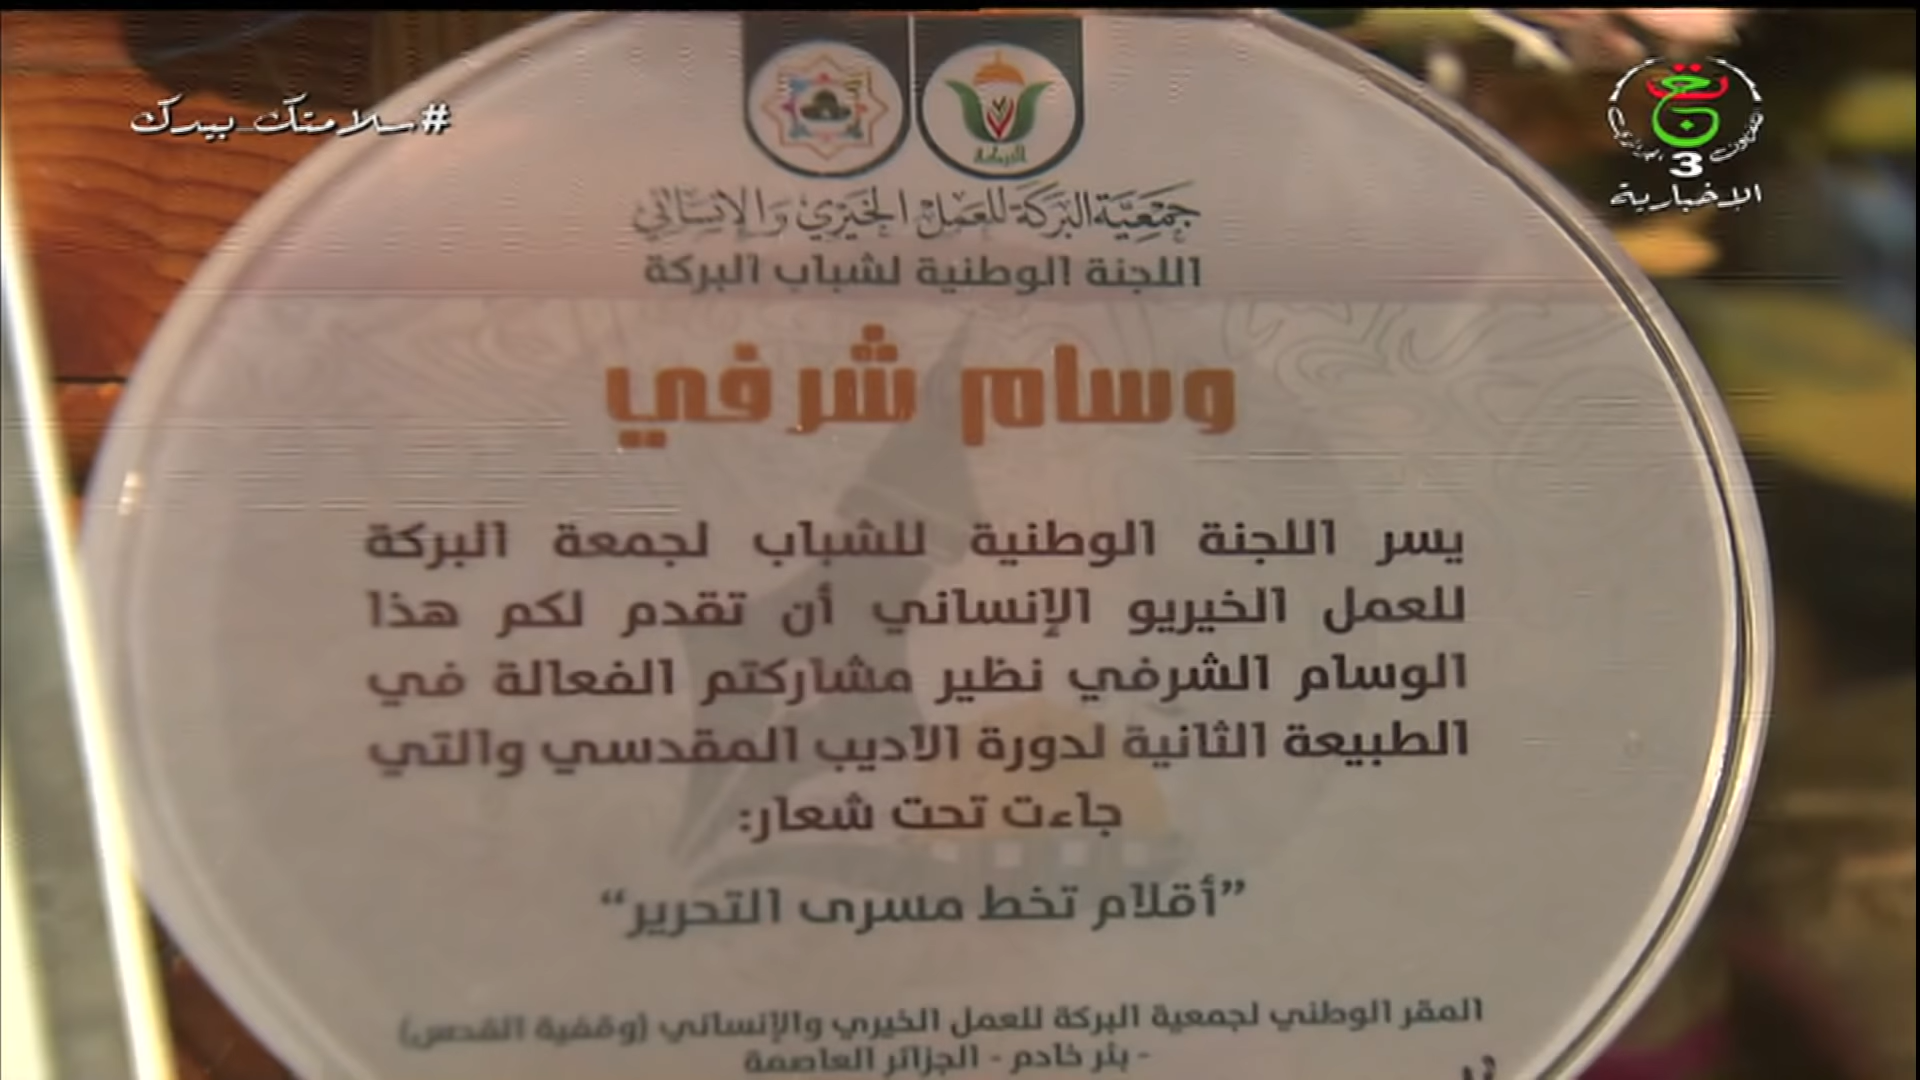 #سلامتك_بيدك
3
الإخبارية
البركة
جمعية البركة للعمل الخيري والإنساني
اللجنة الوطنية لشباب البركة
وسام شرفي
يسر اللجنة الوطنية للشباب لجمعة البركة
للعمل الخيريو الإنساني أن تقدم لكم هذا
الوسام الشرفي نظير مشاركتم الفعالة في
الطبيعة الثانية لدورة الاديب المقدسي والتي
جاءت تحت شعار:
”أقلام تخط مسرى التحرير“
المقر الوطني لجمعية البركة للعمل الخيري والإنساني (وقفية القدس)
- بئر خادم - الجزائر العاصمة